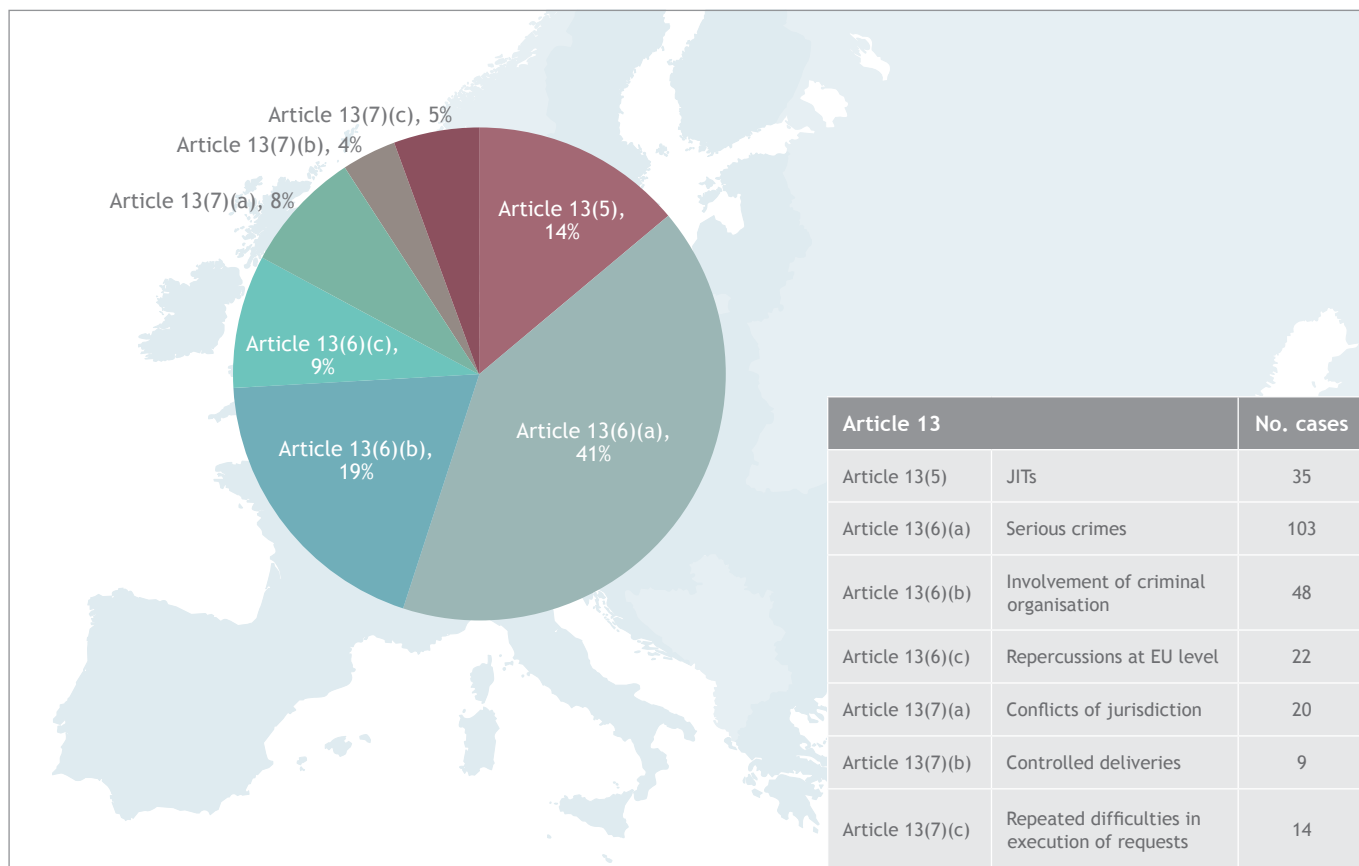 Article 13(7)(c), 5%
Article 13(7)(b), 4%
Article 13(7)(a), 8%
Article 13(5),
14%
Article 13(6)(c),
9%
Article 13(6)(b),
19%
Article 13(6)(a),
41%
Article 13 No. cases
Article 13(5) JITs 35
Article 13(6)(a) Serious crimes 103
Article 13(6)(b) Involvement of criminal
organisation 48
Article 13(6)(c) Repercussions at EU level 22
Article 13(7)(a) Conflicts of jurisdiction 20
Article 13(7)(b) Controlled deliveries 9
Article 13(7)(c) Repeated difficulties in
execution of requests 14